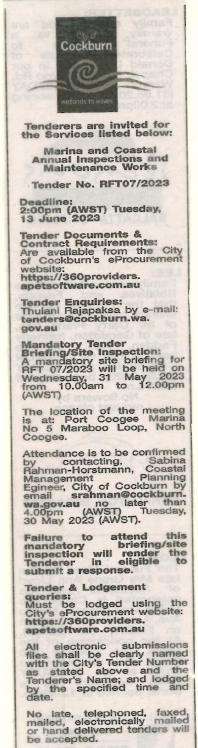 Cockburn
wetlands to waves
Tenderers are invited for
the Services listed below:
Marina and Coastal
Annual Inspections and
Maintenance Works
Tender No. RFT07/2023
Deadline:
2:00pm (AWST) Tuesday,
13 June 2023
Tender Documents &
Contract Requirements:
Are available from the City
of Cockburn's eProcurement
website:
https://360providers.
apetsoftware.com.au
Tender Enquiries:
Thulani Rajapaksa by e-mail:
tenders@cockburn.wa.
gov.au
Mandatory Tender
Briefing/Site Inspection:
A mandatory site briefing for
RFT 07/2023 will be held on
Wednesday, 31 May 2023
from 10.00am to 12.00pm
(AWST)
The location of the meeting
is at: Port Coogee Marina
No 5 Maraboo Loop, North
Coogee.
Attendance is to be confirmed
by contacting, Sabina
Rahman-Horstmann, Coastal
Management Planning
Egineer, City of Cockburn by
email srahman@cockburn.
wa.gov.au no later than
4.00pm (AWST) Tuesday,
30 May 2023 (AWST).
Failure to attend this
mandatory briefing/site
inspection will render the
Tenderer in eligible to
submit a response.
Tender & Lodgement
queries:
Must be lodged using the
City's eProcurement website:
https://360providers.
apetsoftware.com.au
All electronic submissions
files shall be clearly named
with the City's Tender Number
as stated above and the
Tenderer's Name; and lodged
by the specified time and
date.
No late, telephoned, faxed,
mailed, electronically mailed
or hand delivered tenders will
be accepted.